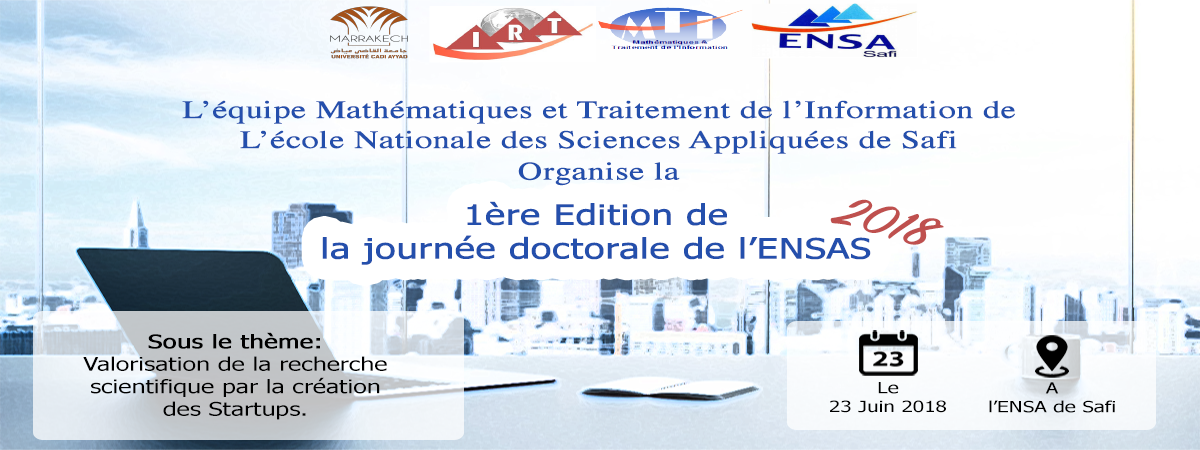 MARRAKECH
جامعة القاضي عياض
UNIVERSITÉ CADI AYYAD
IRT
MTI
Mathématiques &
Traitement de l'Information
ENSA
Safi
L'équipe Mathématiques et Traitement de l'Information de
L'école Nationale des Sciences Appliquées de Safi
Organise la
1ère Edition de
2018
la journée doctorale de l'ENSAS
Sous le thème:
Valorisation de la recherche
scientifique par la création
des Startups.
23
Le
23 Juin 2018
A
l'ENSA de Safi